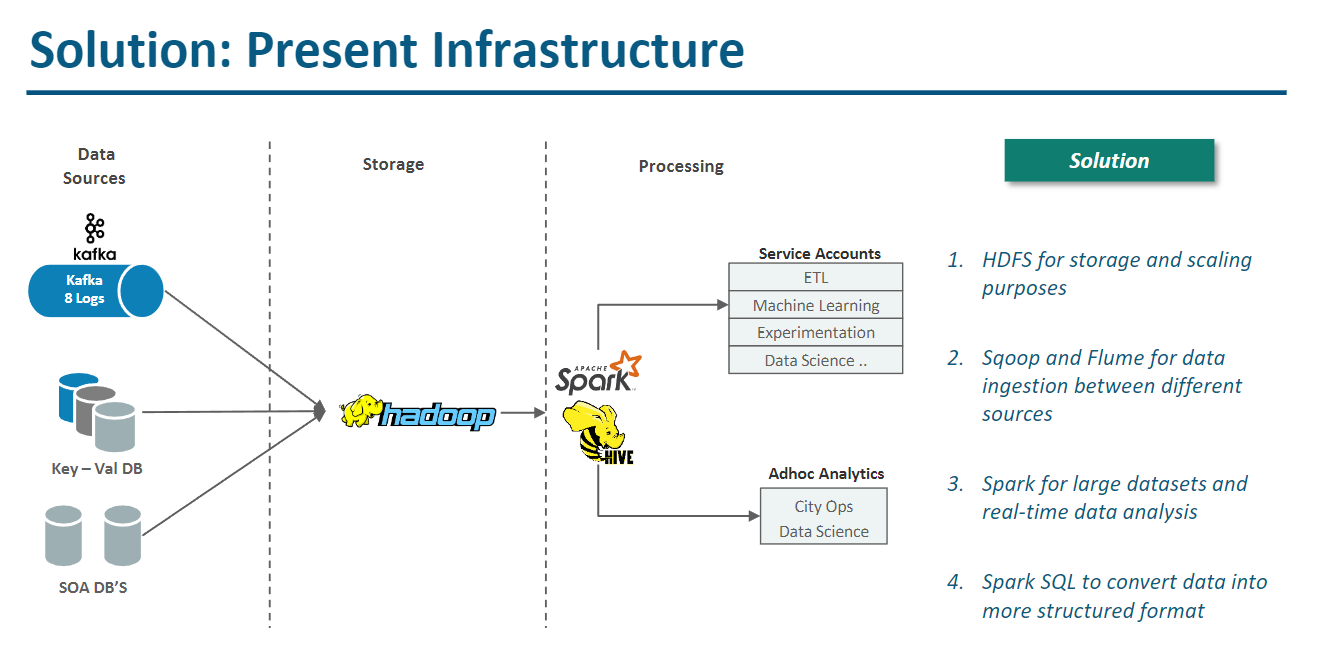 Solution: Present Infrastructure
Data
Sources
Storage
Processing
Solution
kafka
Kafka
8 Logs
Key – Val DB
SOA DB'S
hadoop
APACHE
Spark
HIVE
Service Accounts
ETL
Machine Learning
Experimentation
Data Science ..
Adhoc Analytics
City Ops
Data Science
1. HDFS for storage and scaling
purposes
2. Sqoop and Flume for data
ingestion between different
sources
3. Spark for large datasets and
real-time data analysis
4. Spark SQL to convert data into
more structured format